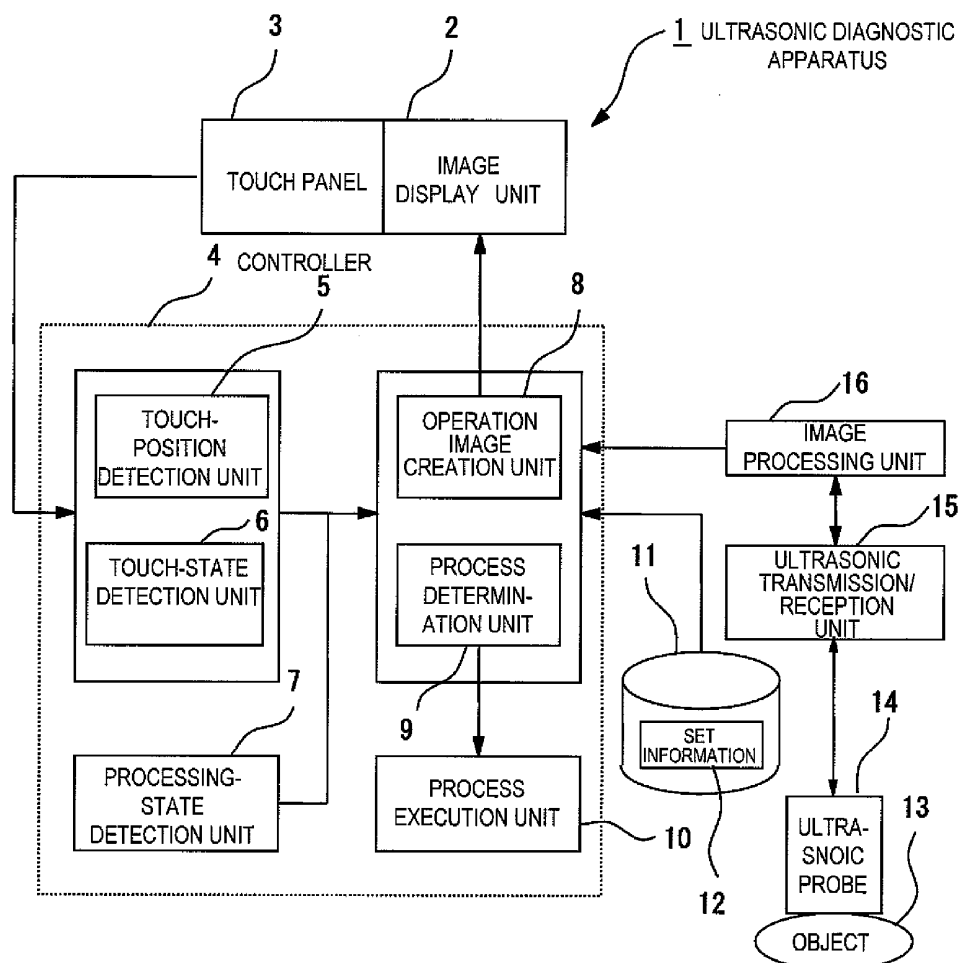 3
2
1 ULTRASONIC DIAGNOSTIC
APPARATUS
TOUCH PANEL
IMAGE
DISPLAY UNIT
4 CONTROLLER
5
8
TOUCH-
POSITION
DETECTION UNIT
OPERATION
IMAGE
CREATION UNIT
16
IMAGE
PROCESSING UNIT
6
TOUCH-STATE
DETECTION UNIT
PROCESS
DETERMIN-
ATION UNIT
11
15
ULTRASONIC
TRANSMISSION/
RECEPTION
UNIT
7
9
SET
INFORMATION
14
PROCESSING-
STATE
DETECTION UNIT
PROCESS
EXECUTION UNIT
10
12
13
ULTRA-
SNOIC
PROBE
OBJECT